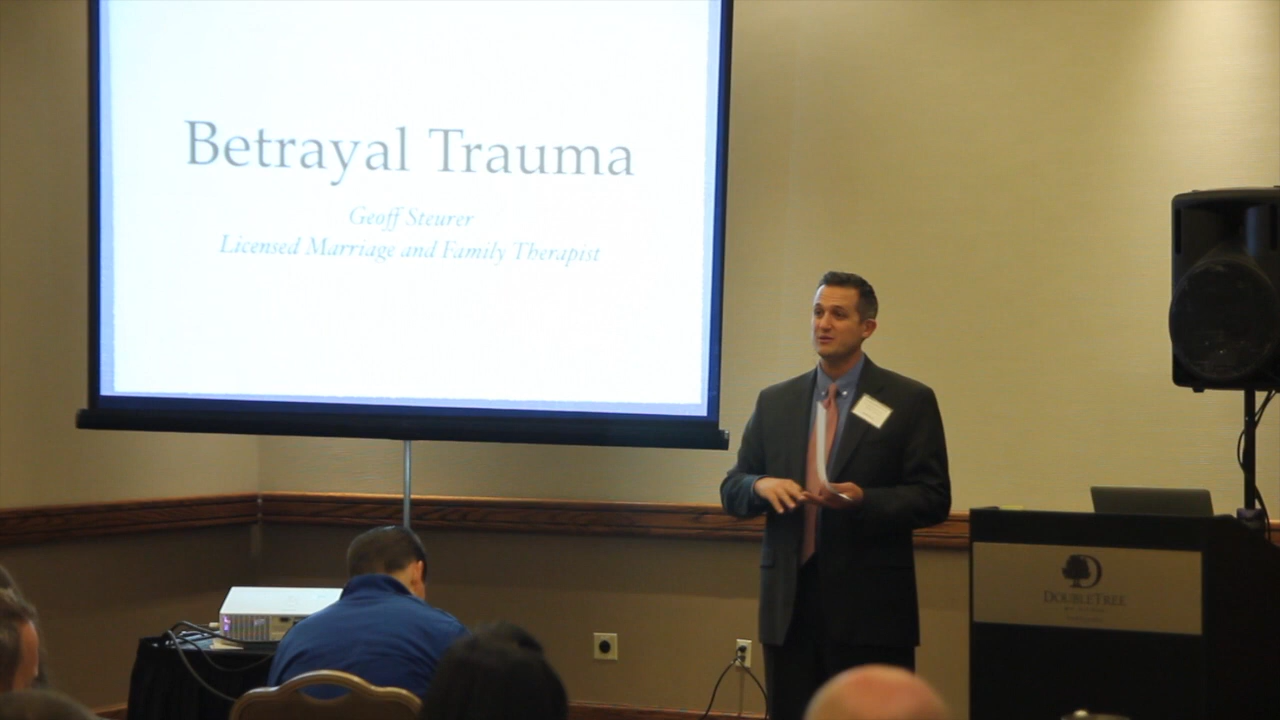 Betrayal Trauma
Geoff Steurer
Licensed Marriage and Family Therapist
DOUBLETREE